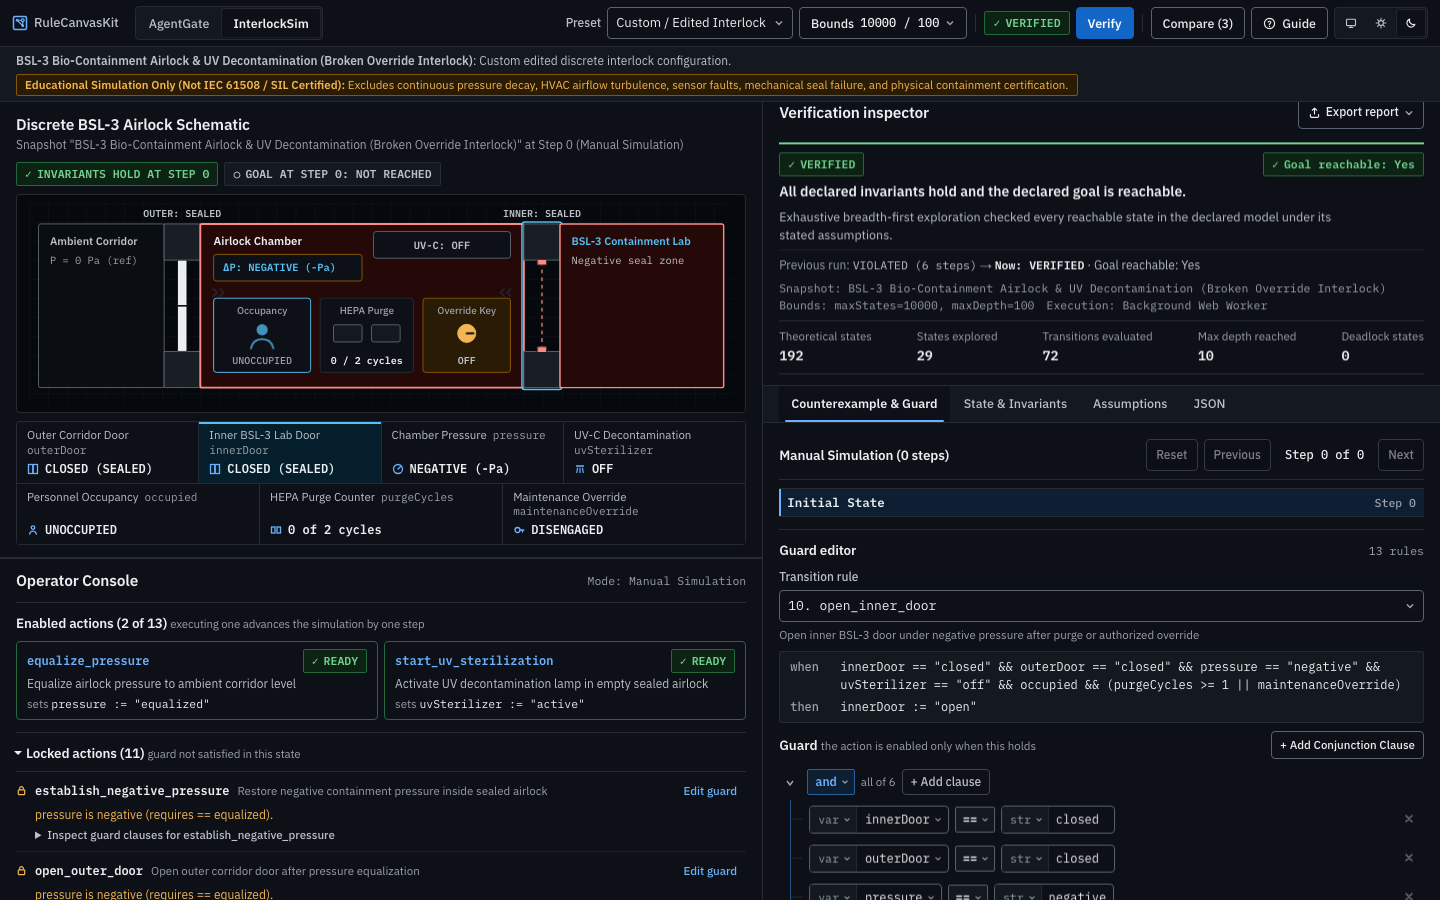 RuleCanvasKit
AgentGate
InterlockSim
Preset
Custom / Edited Interlock
Bounds 10000 / 100
✓ VERIFIED
Verify
Compare (3)
Guide
BSL-3 Bio-Containment Airlock & UV Decontamination (Broken Override Interlock): Custom edited discrete interlock configuration.
Educational Simulation Only (Not IEC 61508 / SIL Certified): Excludes continuous pressure decay, HVAC airflow turbulence, sensor faults, mechanical seal failure, and physical containment certification.
Discrete BSL-3 Airlock Schematic
Snapshot "BSL-3 Bio-Containment Airlock & UV Decontamination (Broken Override Interlock)" at Step 0 (Manual Simulation)
✓ INVARIANTS HOLD AT STEP 0
○ GOAL AT STEP 0: NOT REACHED
OUTER: SEALED
INNER: SEALED
Ambient Corridor
P = 0 Pa (ref)
Airlock Chamber
UV-C: OFF
ΔP: NEGATIVE (-Pa)
BSL-3 Containment Lab
Negative seal zone
Occupancy
UNOCCUPIED
HEPA Purge
0 / 2 cycles
Override Key
OFF
Outer Corridor Door
outerDoor
CLOSED (SEALED)
Inner BSL-3 Lab Door
innerDoor
CLOSED (SEALED)
Chamber Pressure pressure
NEGATIVE (-Pa)
UV-C Decontamination
uvSterilizer
OFF
Personnel Occupancy occupied
UNOCCUPIED
HEPA Purge Counter purgeCycles
0 of 2 cycles
Maintenance Override
maintenanceOverride
DISENGAGED
Operator Console
Mode: Manual Simulation
Enabled actions (2 of 13) executing one advances the simulation by one step
equalize_pressure
✓ READY
Equalize airlock pressure to ambient corridor level
sets pressure := "equalized"
start_uv_sterilization
✓ READY
Activate UV decontamination lamp in empty sealed airlock
sets uvSterilizer := "active"
Locked actions (11) guard not satisfied in this state
establish_negative_pressure Restore negative containment pressure inside sealed airlock
Edit guard
pressure is negative (requires == equalized).
Inspect guard clauses for establish_negative_pressure
open_outer_door Open outer corridor door after pressure equalization
Edit guard
pressure is negative (requires == equalized).
Verification inspector
Export report
✓ VERIFIED
✓ Goal reachable: Yes
All declared invariants hold and the declared goal is reachable.
Exhaustive breadth-first exploration checked every reachable state in the declared model under its
stated assumptions.
Previous run: VIOLATED (6 steps) → Now: VERIFIED · Goal reachable: Yes
Snapshot: BSL-3 Bio-Containment Airlock & UV Decontamination (Broken Override Interlock)
Bounds: maxStates=10000, maxDepth=100 Execution: Background Web Worker
Theoretical states
192
States explored
29
Transitions evaluated
72
Max depth reached
10
Deadlock states
0
Counterexample & Guard
State & Invariants
Assumptions
JSON
Manual Simulation (0 steps)
Reset
Previous
Step 0 of 0
Next
Initial State
Step 0
Guard editor
13 rules
Transition rule
10. open_inner_door
Open inner BSL-3 door under negative pressure after purge or authorized override
when innerDoor == "closed" && outerDoor == "closed" && pressure == "negative" &&
uvSterilizer == "off" && occupied && (purgeCycles >= 1 || maintenanceOverride)
then innerDoor := "open"
Guard the action is enabled only when this holds
+ Add Conjunction Clause
and
all of 6
+ Add clause
var innerDoor == str closed ×
var outerDoor == str closed ×
var pressure == str negative ×